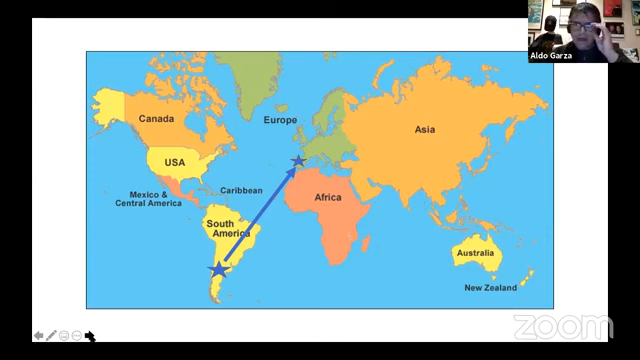 Aldo Garza
Europe
Canada
Asia
USA
Caribbean
Mexico &
Central America
Africa
South
America
Australia
New Zealand
zoom